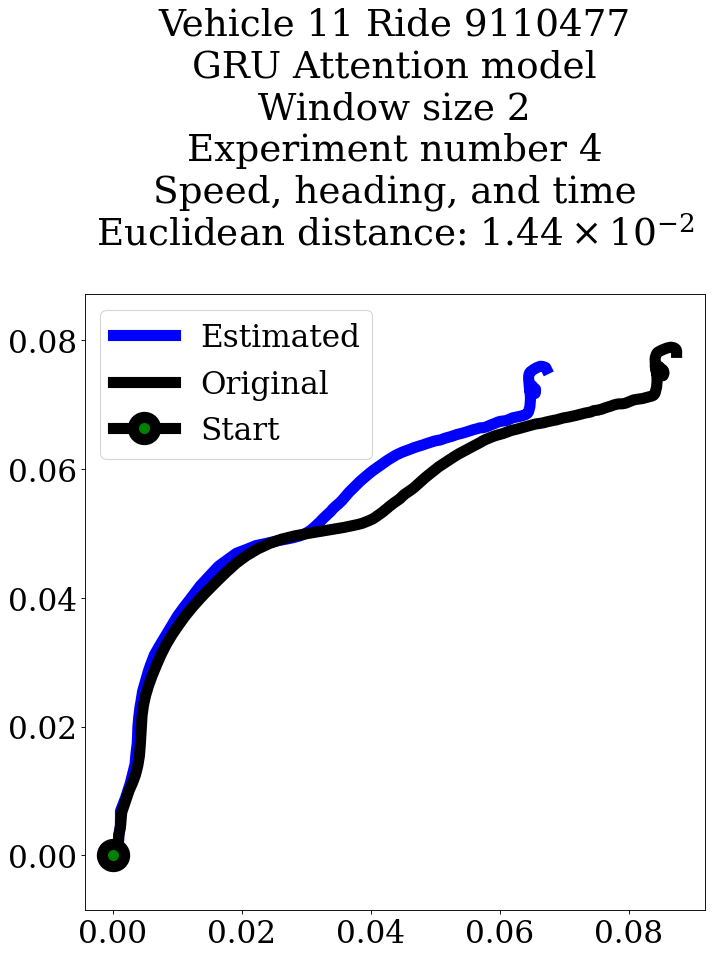 Vehicle 11 Ride 9110477
GRU Attention model
Window size 2
Experiment number 4
Speed, heading, and time
Euclidean distance: 1.44 × 10⁻²
Estimated
Original
Start
0.08
0.06
0.04
0.02
0.00
0.00 0.02 0.04 0.06 0.08